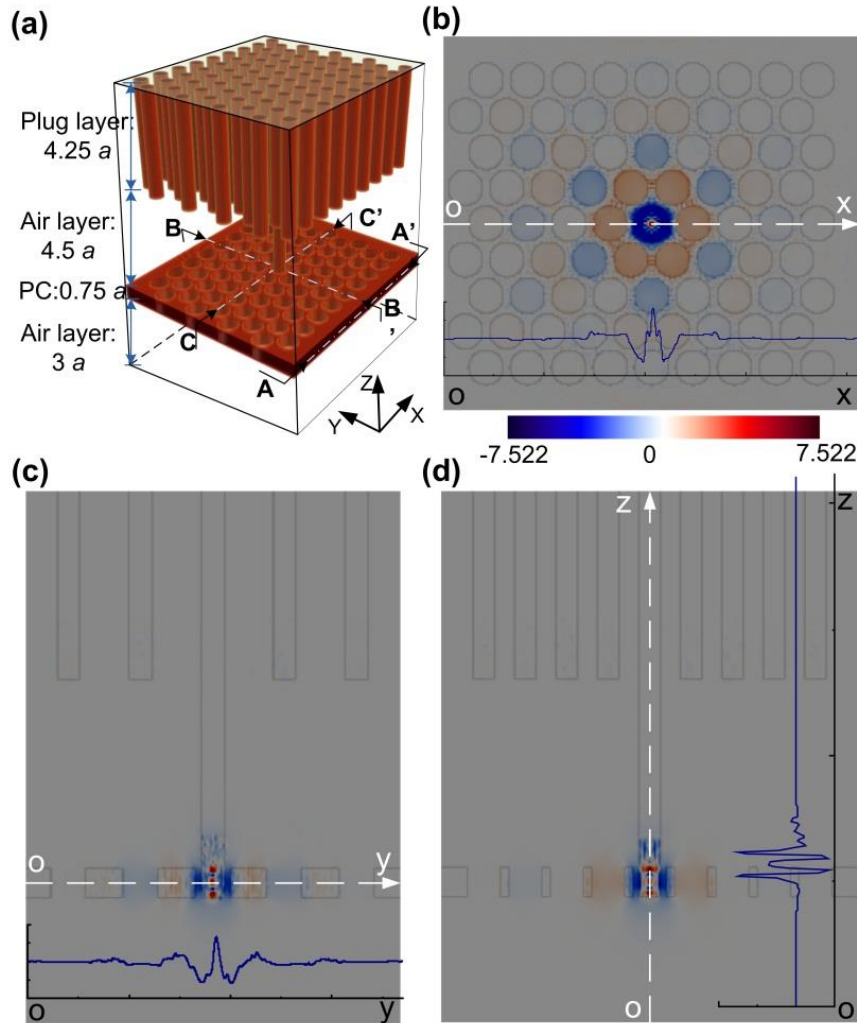 (a)
Plug layer:
4.25 a
Air layer:
4.5 a
PC:0.75 a
Air layer:
3 a
B
C'
A'
B
'
C
A
Z
Y
X
(b)
o
x
o
x
-7.522
0
7.522
(c)
o
y
o
y
(d)
z
z
o
o